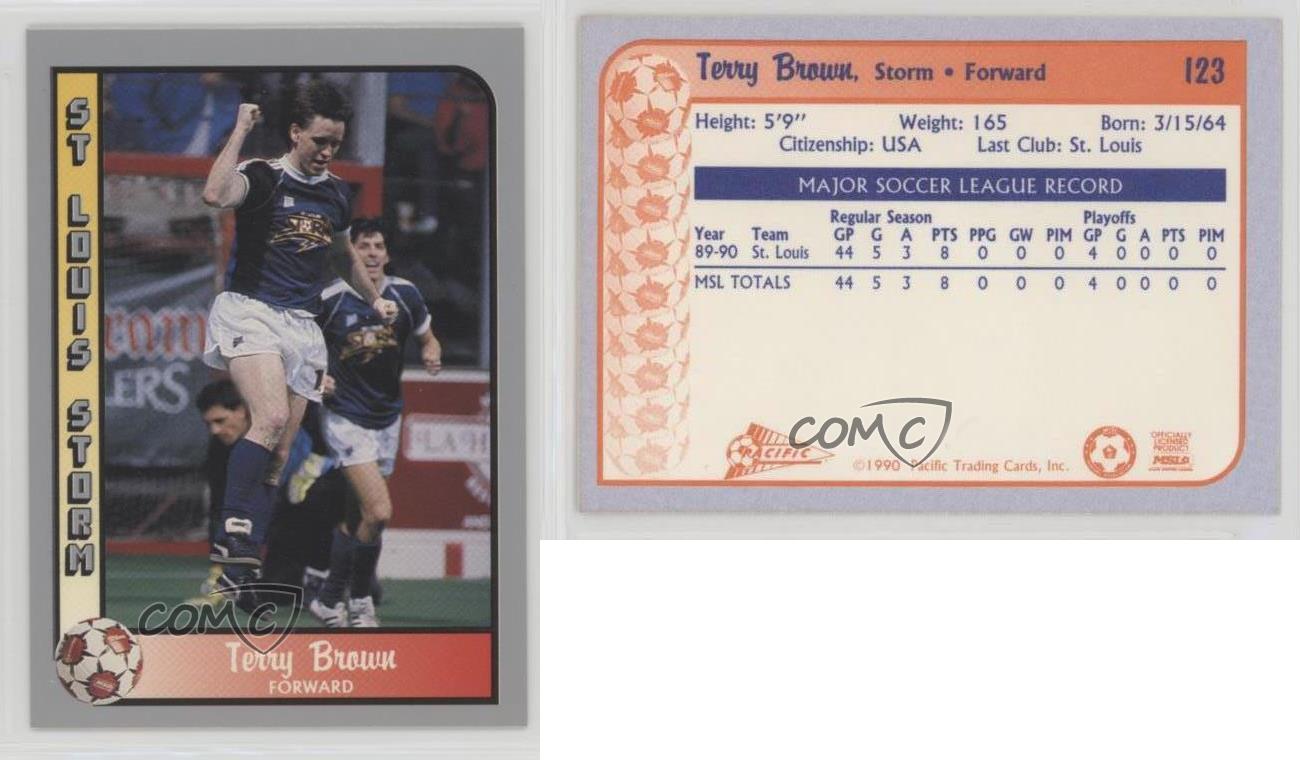 ST LOUIS STORM
STORM
STORM
LERS
COMC
Terry Brown
FORWARD
Terry Brown, Storm • Forward 123
Height: 5'9" Weight: 165 Born: 3/15/64
Citizenship: USA Last Club: St. Louis
MAJOR SOCCER LEAGUE RECORD
Regular Season Playoffs
Year Team GP G A PTS PPG GW PIM GP G A PTS PIM
89-90 St. Louis 44 5 3 8 0 0 0 4 0 0 0 0
MSL TOTALS 44 5 3 8 0 0 0 4 0 0 0 0
COMC
PACIFIC
©1990 Pacific Trading Cards, Inc.
OFFICIALLY
LICENSED
PRODUCT
MSL